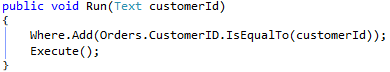 public void Run(Text customerId)
{
    Where.Add(Orders.CustomerID.IsEqualTo(customerId));
    Execute();
}